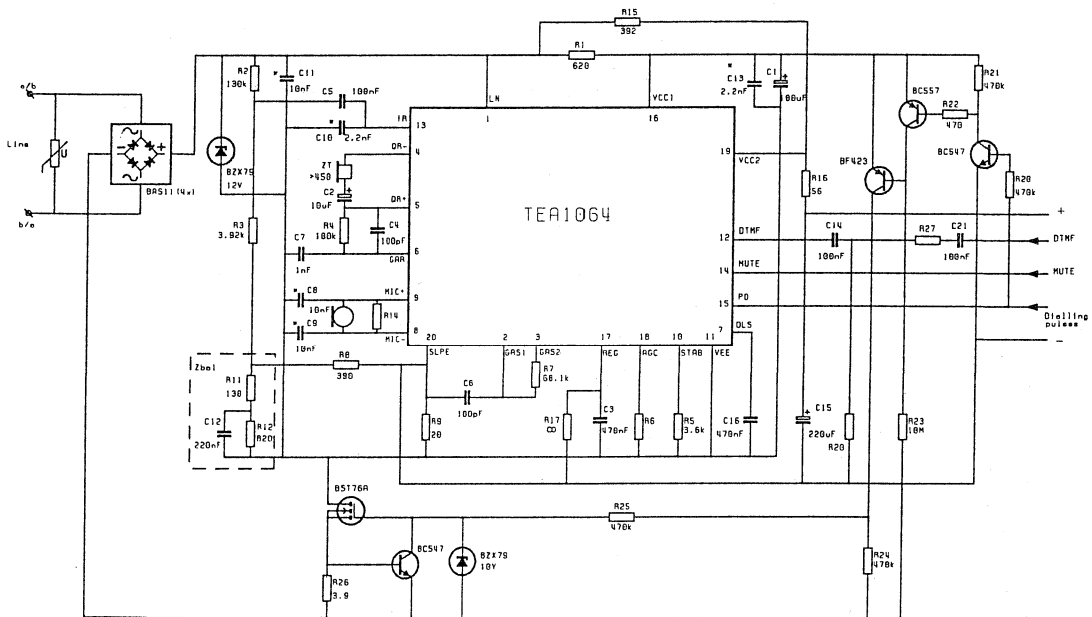 R15
392
R1
620
R2
130k
* C11
10nF
C5
100nF
* C10
2.2nF
LN
1
VCC1
16
* C13
2.2nF
C1
+
100uF
R21
470k
BC557
R22
470
BC547
R20
470k
BF423
a/b
Line
U
b/a
- +
BAS11 (4x)
BZX79
12V
IR
13
QR-
4
ZT
>450
C2
+
10uF
QR+
5
R3
3.92k
R4
100k
C4
100pF
C7
1nF
GAR
6
TEA1064
19
VCC2
R16
56
+
12
DTMF
C14
100nF
R27
C21
100nF
DTMF
14
MUTE
MUTE
15
PD
Dialling
pulses
-
* C8
10nF
MIC+
9
R14
* C9
10nF
MIC-
8
7
DLS
20
SLPE
2
GAS1
3
GAS2
17
REG
18
AGC
10
STAB
11
VEE
Zbal
R11
130
C12
220nF
R12
820
R8
390
R9
20
C6
100pF
R7
68.1k
R17
∞
C3
470nF
R6
R5
3.6k
C16
470nF
C15
+
220uF
R20
R23
10M
BST76A
R25
470k
BC547
BZX79
10V
R24
470k
R26
3.9